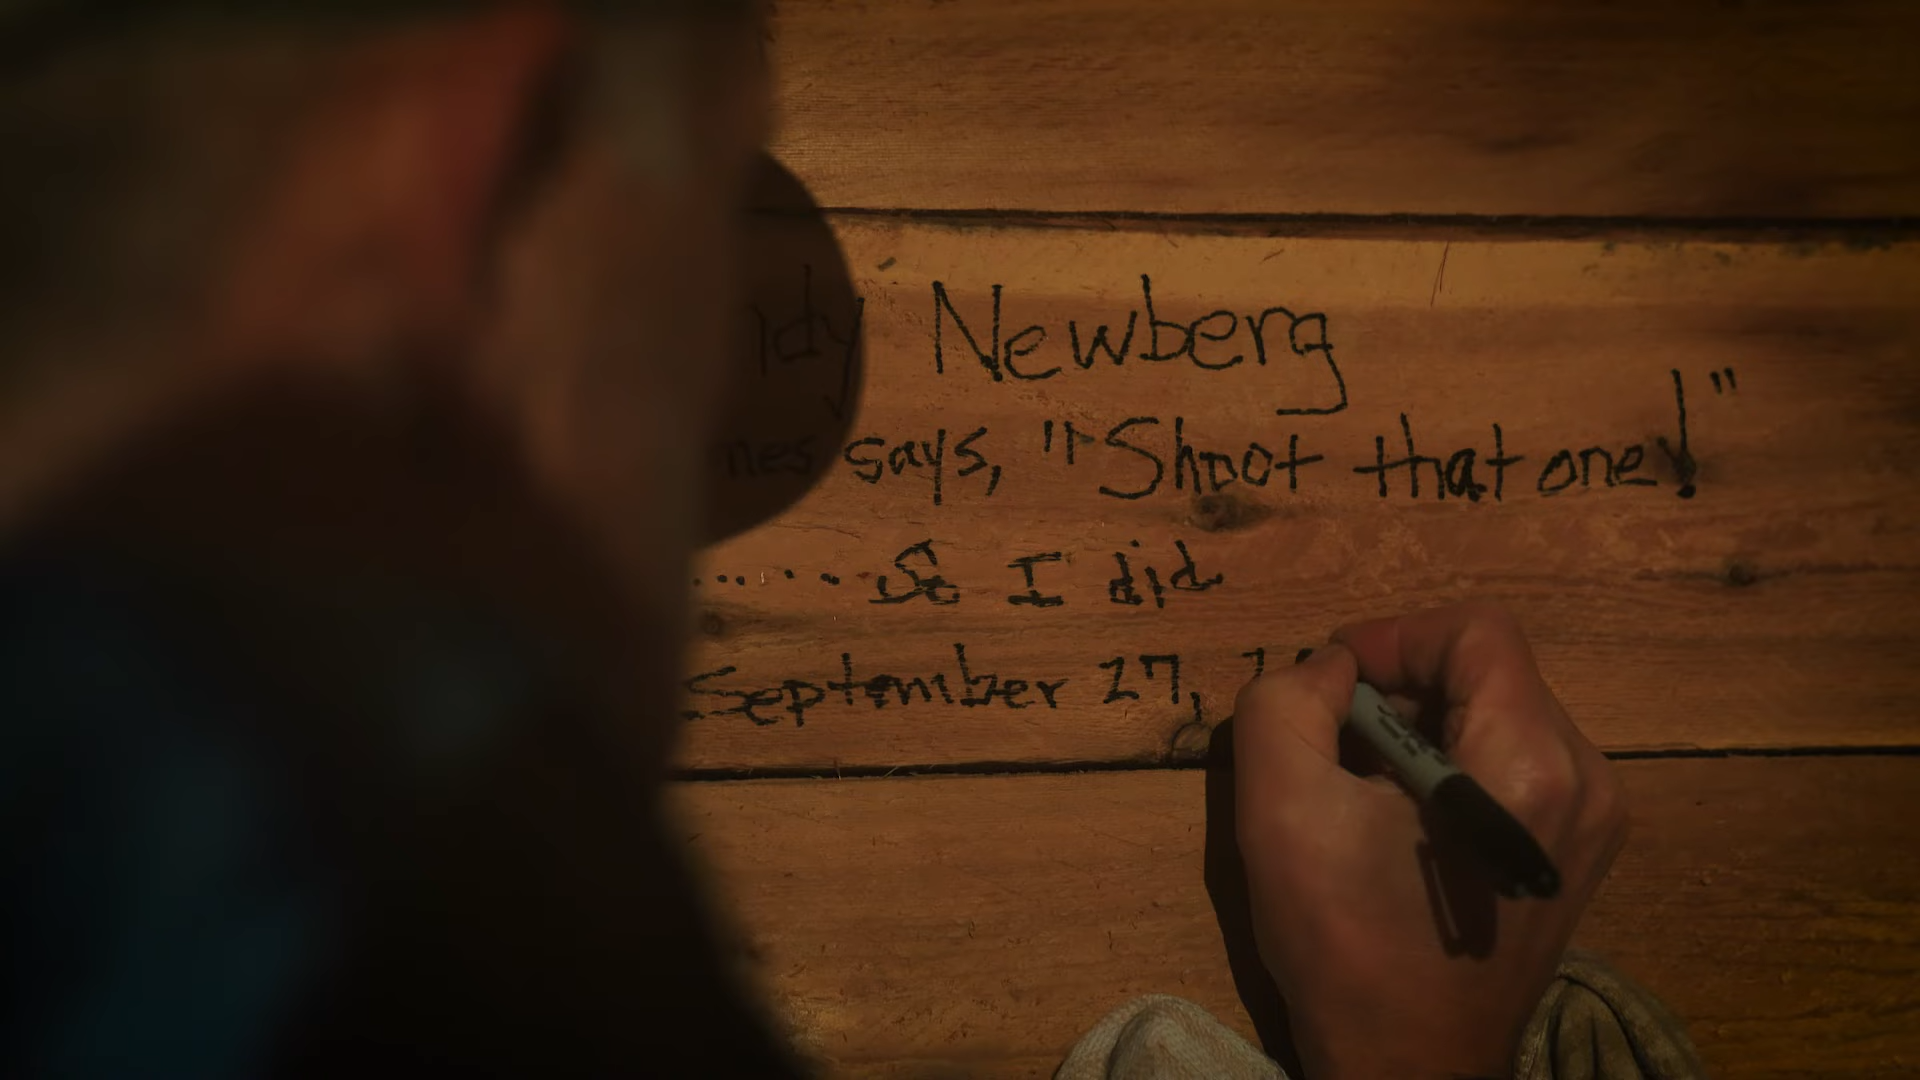 Newberg
says, "Shoot that one!"
......So I did
September 27,